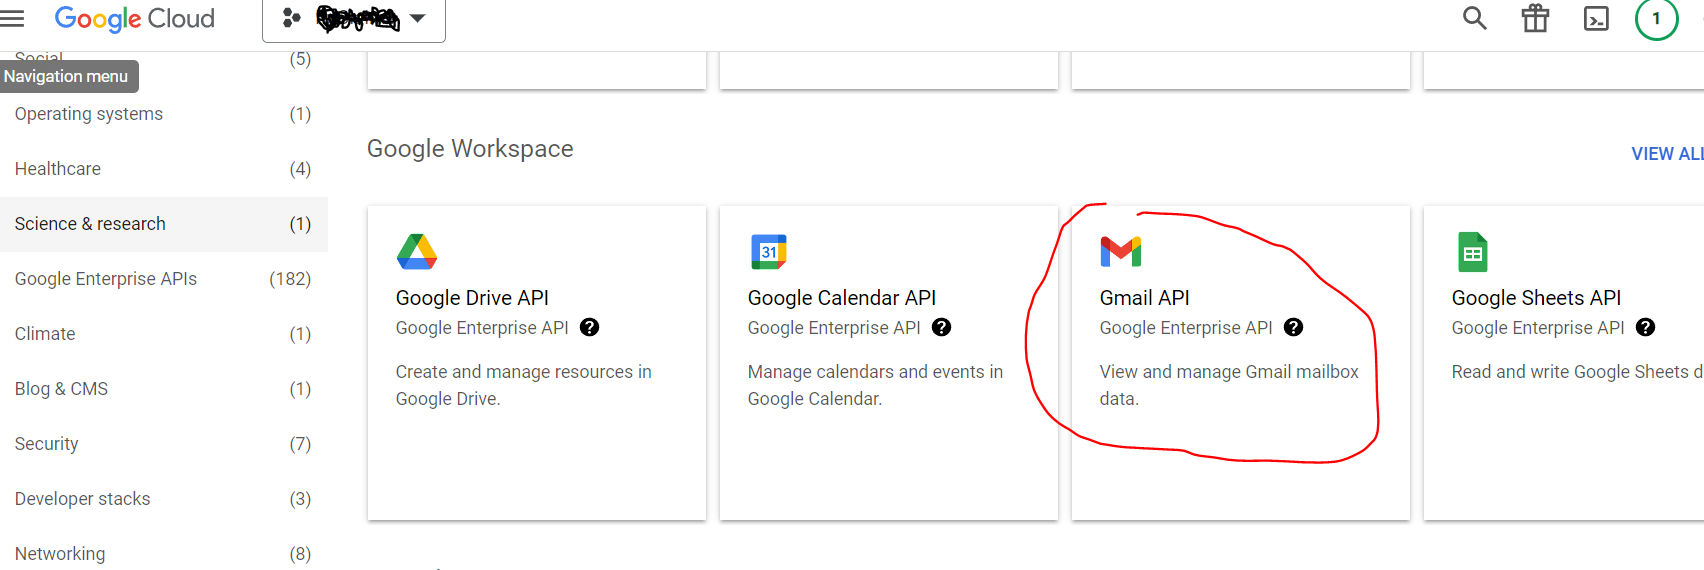 Google Cloud
1
Social (5)
Navigation menu
Operating systems (1)
Healthcare (4)
Science & research (1)
Google Enterprise APIs (182)
Climate (1)
Blog & CMS (1)
Security (7)
Developer stacks (3)
Networking (8)
Google Workspace
VIEW ALL
31
Google Drive API
Google Enterprise API ?
Create and manage resources in
Google Drive.
Google Calendar API
Google Enterprise API ?
Manage calendars and events in
Google Calendar.
Gmail API
Google Enterprise API ?
View and manage Gmail mailbox
data.
Google Sheets API
Google Enterprise API ?
Read and write Google Sheets d